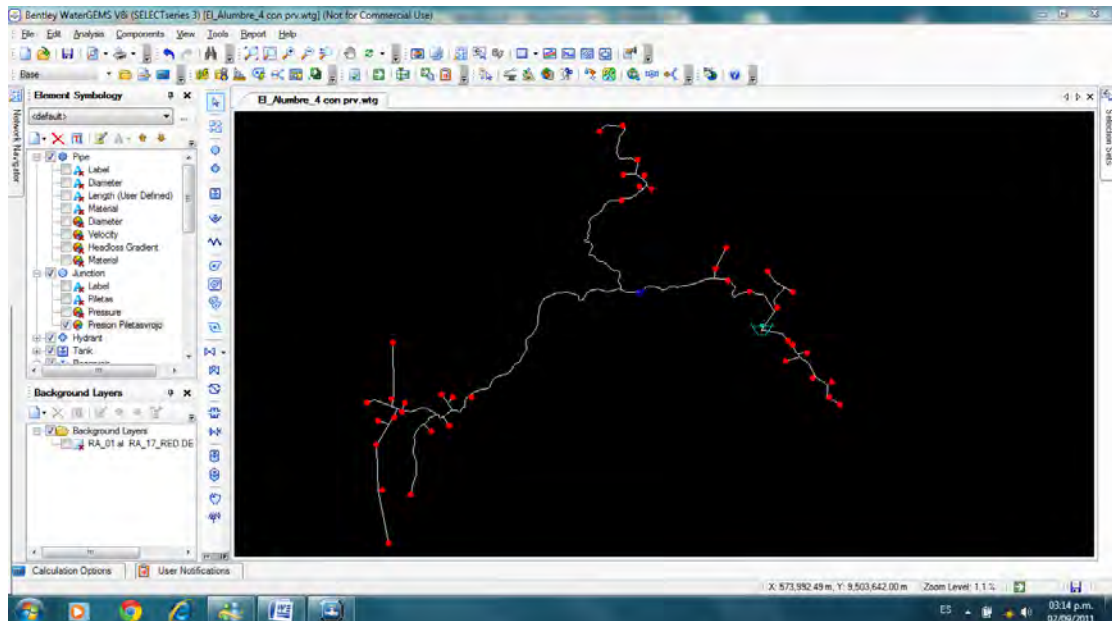 Bentley WaterGEMS V8i (SELECTseries 3) [El_Alumbre_4 con prv.wtg] (Not for Commercial Use)
File Edit Analysis Components View Tools Report Help
Base
Element Symbology
El_Alumbre_4 con prv.wtg
<default>
Network Navigator
Selection Sets
Pipe
Label
Diameter
Length (User Defined)
Material
Diameter
Velocity
Headloss Gradient
Material
Junction
Label
Piletas
Pressure
Presion Piletasvrojo
Hydrant
Tank
Background Layers
Background Layers
RA_01 al RA_17_RED.DE
Calculation Options User Notifications
X: 573,992.49 m, Y: 9,503,642.00 m Zoom Level: 1.1 %
ES 03:14 p.m.
02/09/2011